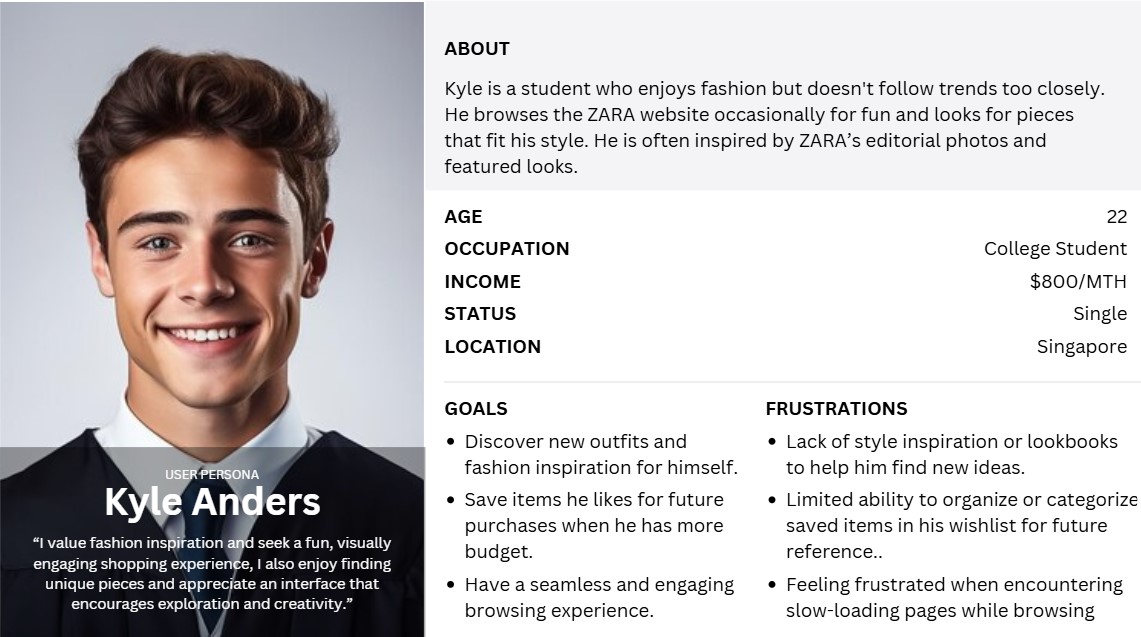 USER PERSONA
Kyle Anders
“I value fashion inspiration and seek a fun, visually
engaging shopping experience, I also enjoy finding
unique pieces and appreciate an interface that
encourages exploration and creativity.”
ABOUT
Kyle is a student who enjoys fashion but doesn't follow trends too closely.
He browses the ZARA website occasionally for fun and looks for pieces
that fit his style. He is often inspired by ZARA’s editorial photos and
featured looks.
AGE 22
OCCUPATION College Student
INCOME $800/MTH
STATUS Single
LOCATION Singapore
GOALS
• Discover new outfits and
fashion inspiration for himself.
• Save items he likes for future
purchases when he has more
budget.
• Have a seamless and engaging
browsing experience.
FRUSTRATIONS
• Lack of style inspiration or lookbooks
to help him find new ideas.
• Limited ability to organize or categorize
saved items in his wishlist for future
reference..
• Feeling frustrated when encountering
slow-loading pages while browsing